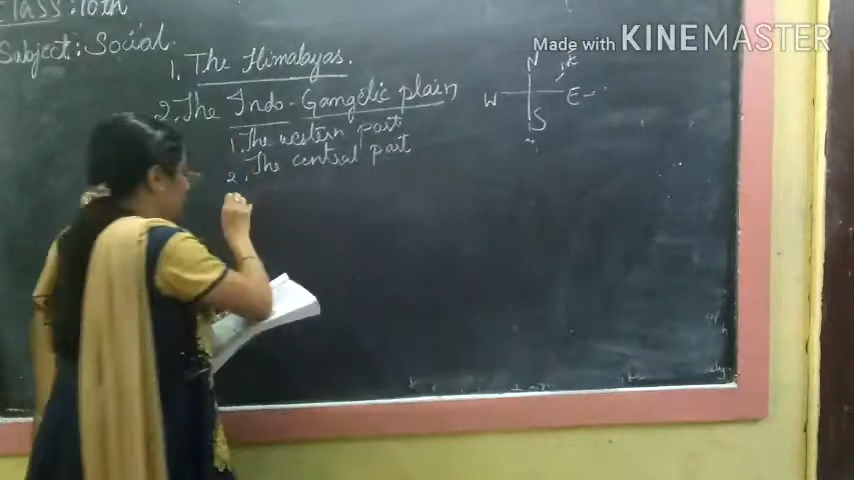 Class: 10th
Subject: Social.
1. The Himalayas.
2. The Indo-Gangetic plain
1. The western part
2. The central part
N
E
W
E
S
Made with KINEMASTER